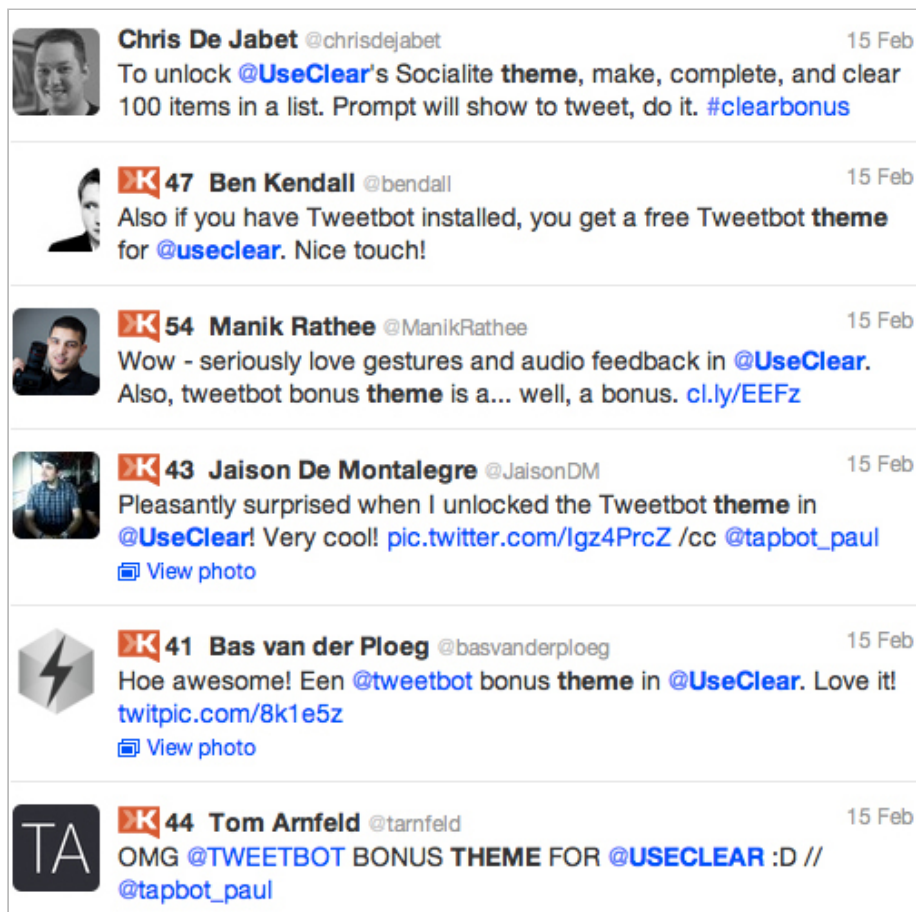 Chris De Jabet @chrisdejabet 15 Feb
To unlock @UseClear's Socialite theme, make, complete, and clear
100 items in a list. Prompt will show to tweet, do it. #clearbonus
K 47 Ben Kendall @bendall 15 Feb
Also if you have Tweetbot installed, you get a free Tweetbot theme
for @useclear. Nice touch!
K 54 Manik Rathee @ManikRathee 15 Feb
Wow - seriously love gestures and audio feedback in @UseClear.
Also, tweetbot bonus theme is a... well, a bonus. cl.ly/EEFz
K 43 Jaison De Montalegre @JaisonDM 15 Feb
Pleasantly surprised when I unlocked the Tweetbot theme in
@UseClear! Very cool! pic.twitter.com/Igz4PrcZ /cc @tapbot_paul
View photo
K 41 Bas van der Ploeg @basvanderploeg 15 Feb
Hoe awesome! Een @tweetbot bonus theme in @UseClear. Love it!
twitpic.com/8k1e5z
View photo
TA
K 44 Tom Arnfeld @tarnfeld 15 Feb
OMG @TWEETBOT BONUS THEME FOR @USECLEAR :D //
@tapbot_paul